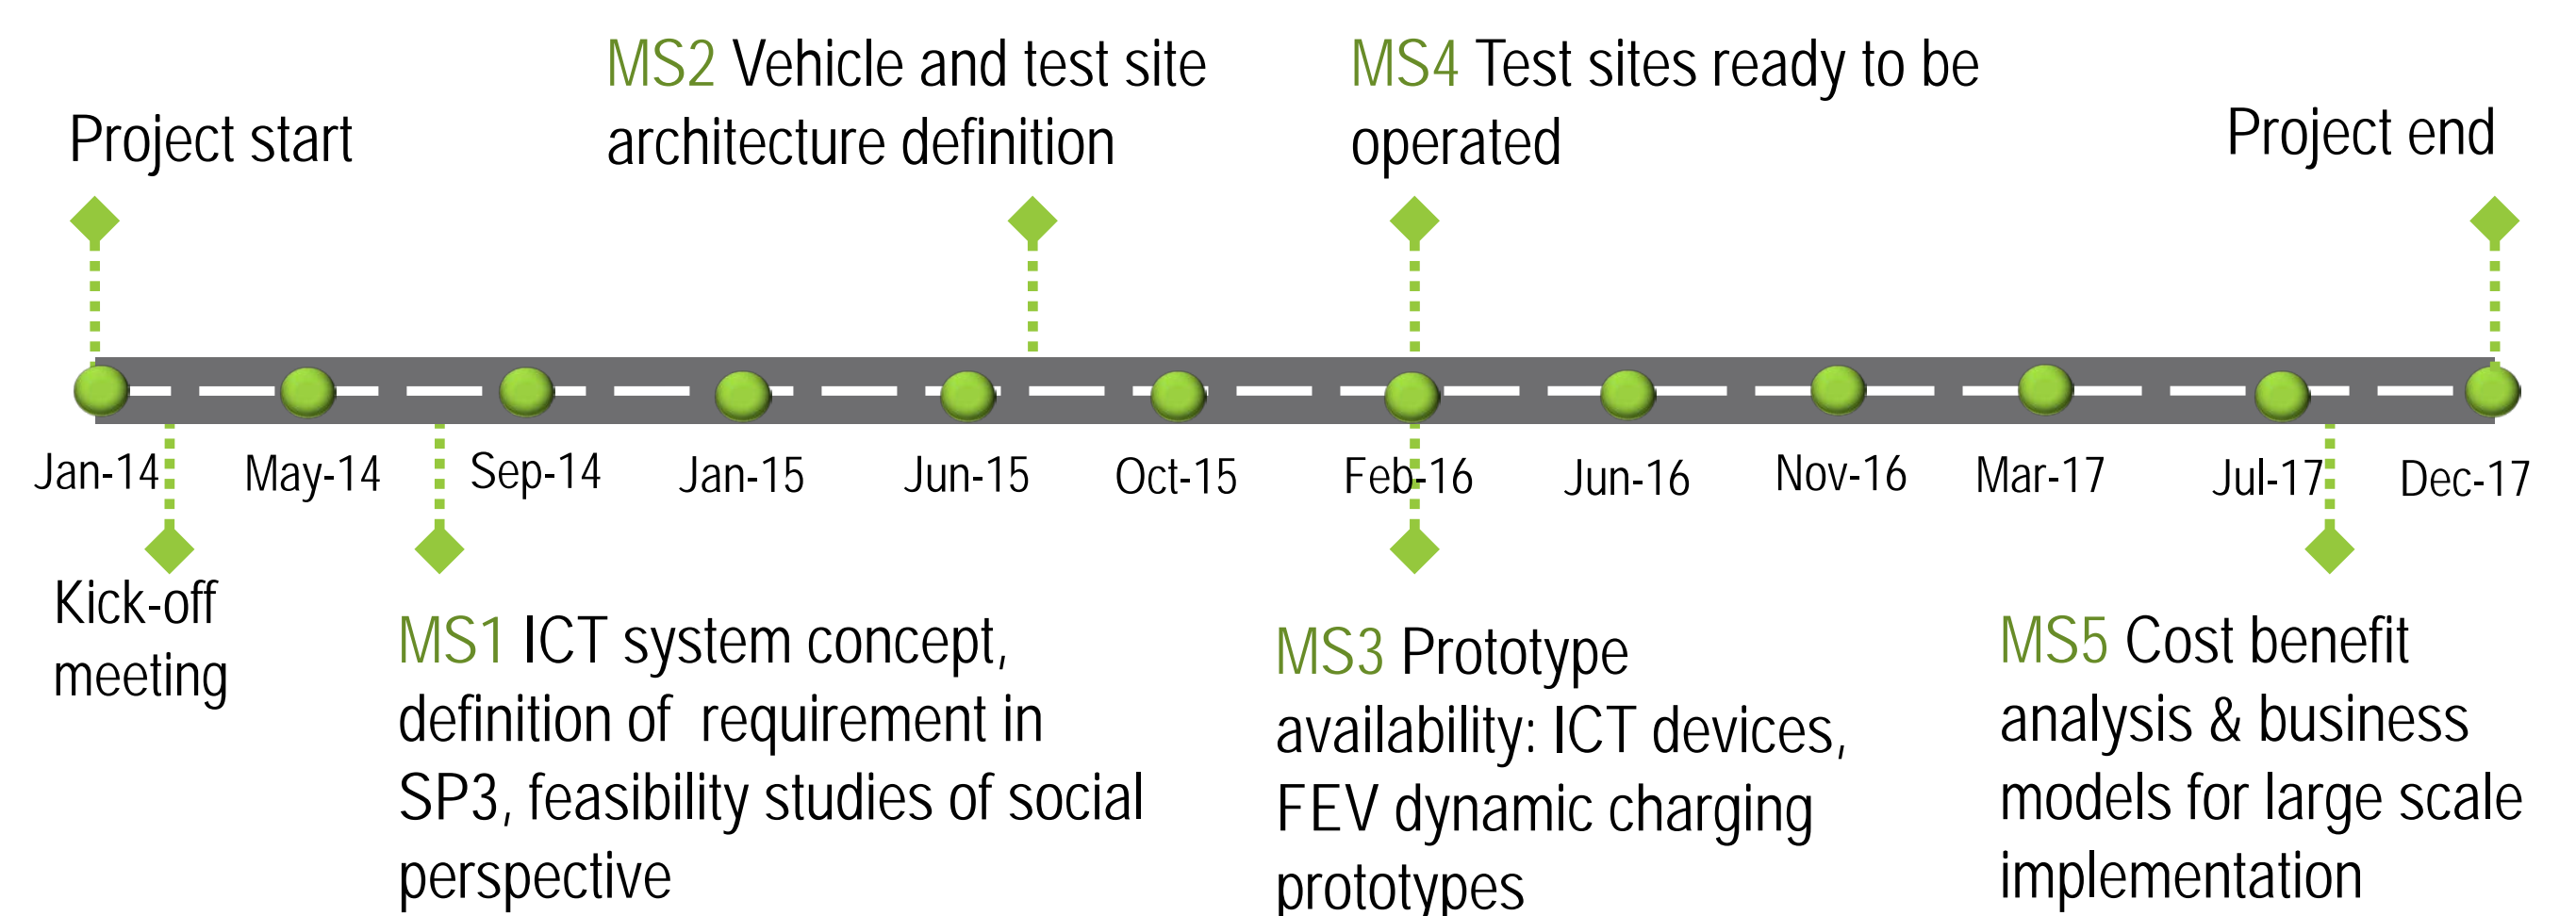 MS2 Vehicle and test site
architecture definition
MS4 Test sites ready to be
operated
Project start
Project end
Jan-14
May-14
Sep-14
Jan-15
Jun-15
Oct-15
Feb-16
Jun-16
Nov-16
Mar-17
Jul-17
Dec-17
Kick-off
meeting
MS1 ICT system concept,
definition of  requirement in
SP3, feasibility studies of social
perspective
MS3 Prototype
availability: ICT devices,
FEV dynamic charging
prototypes
MS5 Cost benefit
analysis & business
models for large scale
implementation